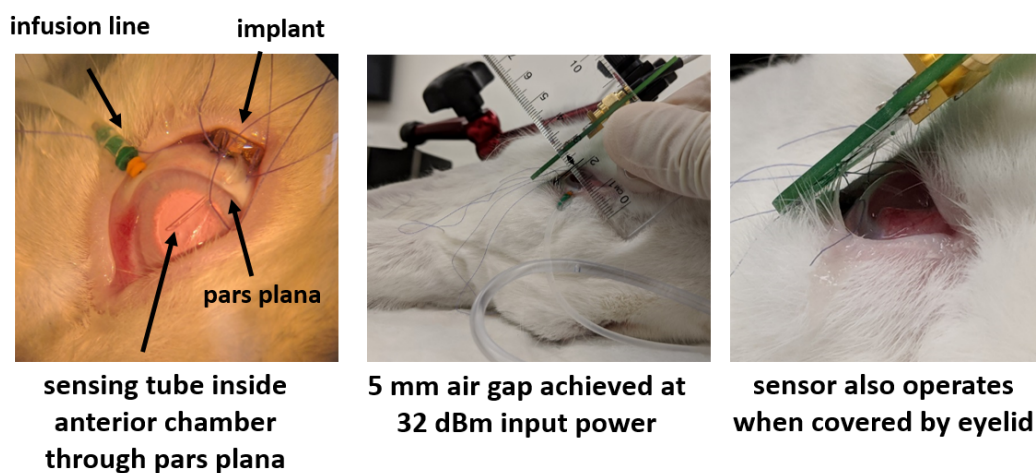 infusion line
implant
pars plana
sensing tube inside
anterior chamber
through pars plana
5 mm air gap achieved at
32 dBm input power
sensor also operates
when covered by eyelid